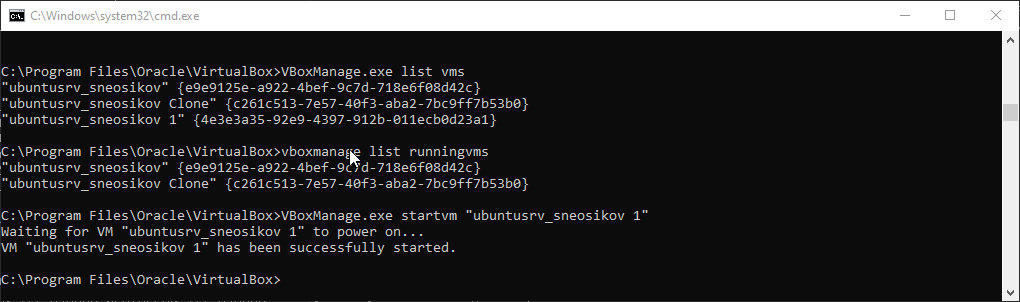 C:\Windows\system32\cmd.exe
C:\Program Files\Oracle\VirtualBox>VBoxManage.exe list vms
"ubuntusrv_sneosikov" {e9e9125e-a922-4bef-9c7d-718e6f08d42c}
"ubuntusrv_sneosikov Clone" {c261c513-7e57-40f3-aba2-7bc9ff7b53b0}
"ubuntusrv_sneosikov 1" {4e3e3a35-92e9-4397-912b-011ecb0d23a1}
C:\Program Files\Oracle\VirtualBox>vboxmanage list runningvms
"ubuntusrv_sneosikov" {e9e9125e-a922-4bef-9c7d-718e6f08d42c}
"ubuntusrv_sneosikov Clone" {c261c513-7e57-40f3-aba2-7bc9ff7b53b0}
C:\Program Files\Oracle\VirtualBox>VBoxManage.exe startvm "ubuntusrv_sneosikov 1"
Waiting for VM "ubuntusrv_sneosikov 1" to power on...
VM "ubuntusrv_sneosikov 1" has been successfully started.
C:\Program Files\Oracle\VirtualBox>